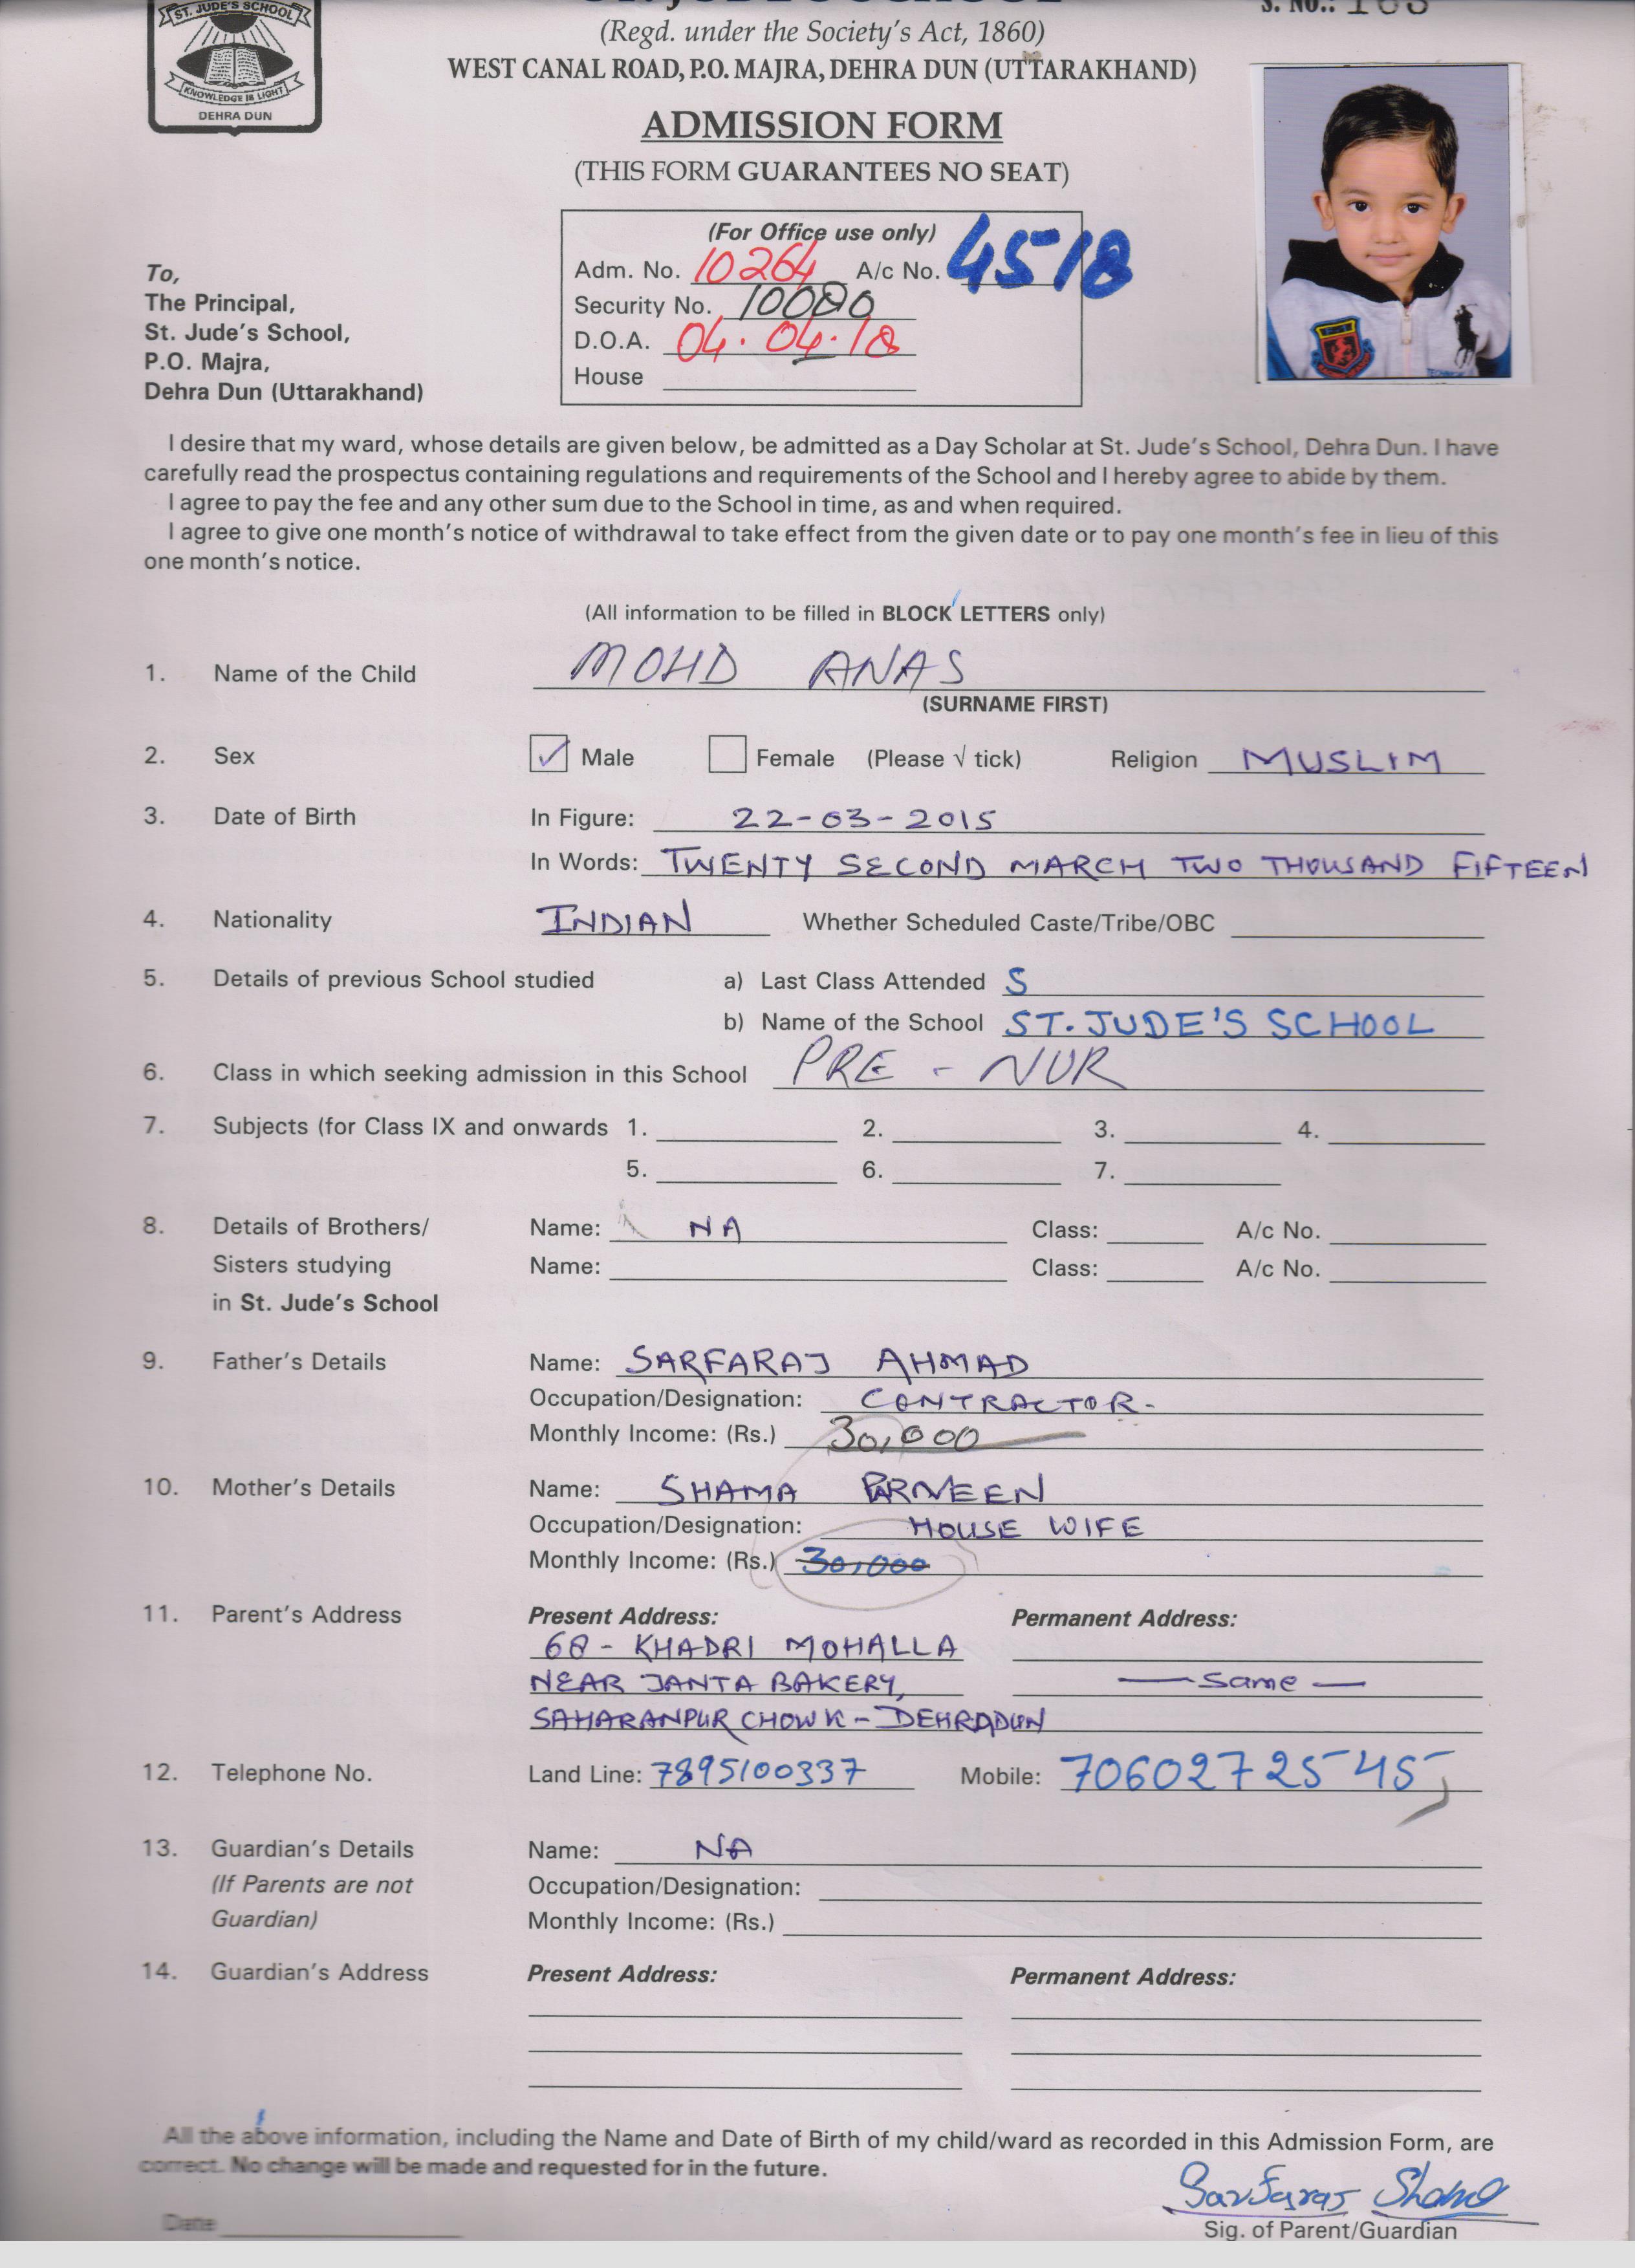 ST. JUDE'S SCHOOL
KNOWLEDGE IS LIGHT
DEHRA DUN
S. No.:
(Regd. under the Society's Act, 1860)
WEST CANAL ROAD, P.O. MAJRA, DEHRA DUN (UTTARAKHAND)
ADMISSION FORM
(THIS FORM GUARANTEES NO SEAT)
(For Office use only)
Adm. No. 10264 A/c No. 4518
Security No. 10080
D.O.A. 04.04.18
House
To,
The Principal,
St. Jude's School,
P.O. Majra,
Dehra Dun (Uttarakhand)
I desire that my ward, whose details are given below, be admitted as a Day Scholar at St. Jude's School, Dehra Dun. I have
carefully read the prospectus containing regulations and requirements of the School and I hereby agree to abide by them.
I agree to pay the fee and any other sum due to the School in time, as and when required.
I agree to give one month's notice of withdrawal to take effect from the given date or to pay one month's fee in lieu of this
one month's notice.
(All information to be filled in BLOCK LETTERS only)
1. Name of the Child MOHD ANAS
(SURNAME FIRST)
2. Sex ✓ Male Female (Please √ tick) Religion MUSLIM
3. Date of Birth In Figure: 22-03-2015
In Words: TWENTY SECOND MARCH TWO THOUSAND FIFTEEN
4. Nationality INDIAN Whether Scheduled Caste/Tribe/OBC
5. Details of previous School studied a) Last Class Attended S
b) Name of the School ST. JUDE'S SCHOOL
6. Class in which seeking admission in this School PRE - NUR
7. Subjects (for Class IX and onwards 1. 2. 3. 4.
5. 6. 7.
8. Details of Brothers/ Name: NA Class: A/c No.
Sisters studying Name: Class: A/c No.
in St. Jude's School
9. Father's Details Name: SARFARAJ AHMAD
Occupation/Designation: CONTRACTOR-
Monthly Income: (Rs.) 30,000
10. Mother's Details Name: SHAMA PARVEEN
Occupation/Designation: HOUSE WIFE
Monthly Income: (Rs.) 30,000
11. Parent's Address Present Address: Permanent Address:
68 - KHADRI MOHALLA
NEAR JANTA BAKERY, — Same —
SAHARANPUR CHOWK - DEHRADUN
12. Telephone No. Land Line: 7895100337 Mobile: 7060272545
13. Guardian's Details Name: NA
(If Parents are not Occupation/Designation:
Guardian) Monthly Income: (Rs.)
14. Guardian's Address Present Address: Permanent Address:
All the above information, including the Name and Date of Birth of my child/ward as recorded in this Admission Form, are
correct. No change will be made and requested for in the future.
Sarfaraj Shama
Date
Sig. of Parent/Guardian